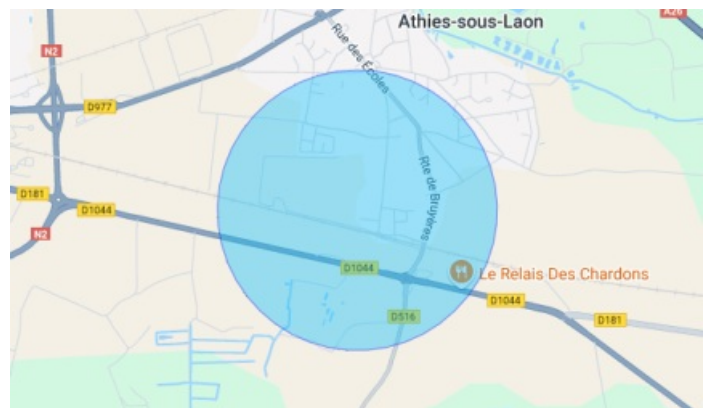 Athies-sous-Laon
A26
N2
Rue des Écoles
D977
Rte de Bruyères
D181
D1044
N2
D1044
Le Relais Des Chardons
D1044
D516
D181